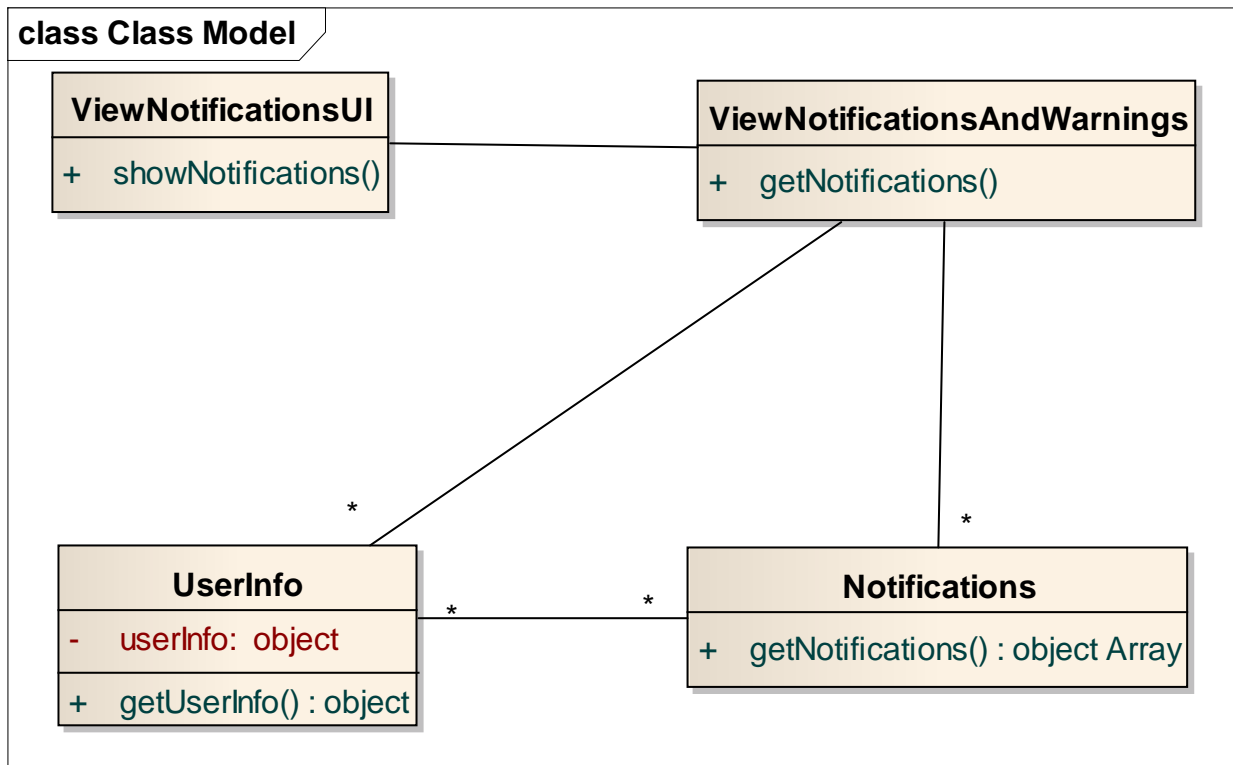 class Class Model
ViewNotificationsUI
+ showNotifications()
ViewNotificationsAndWarnings
+ getNotifications()
*
*
UserInfo
- userInfo: object
+ getUserInfo() : object
*
*
Notifications
+ getNotifications() : object Array